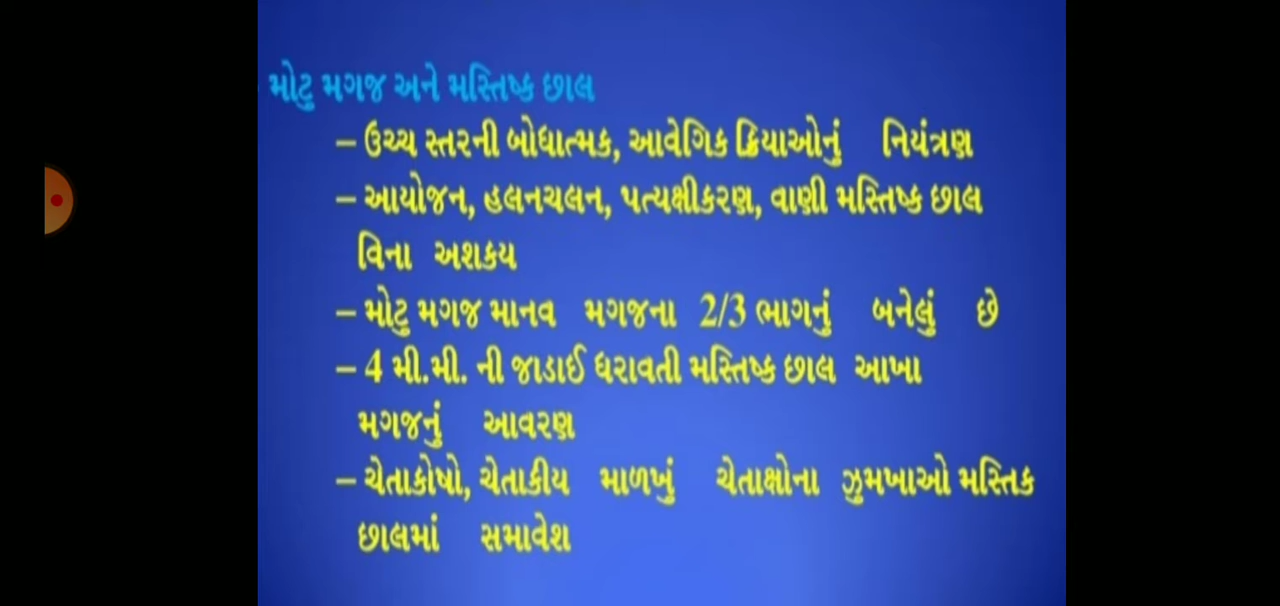 મોટુ મગજ અને મસ્તિષ્ક છાલ
– ઉચ્ચ સ્તરની બોધાત્મક, આવેગિક ક્રિયાઓનું નિયંત્રણ
– આયોજન, હલનચલન, પત્યક્ષીકરણ, વાણી મસ્તિષ્ક છાલ
વિના અશકય
– મોટુ મગજ માનવ મગજના 2/3 ભાગનું બનેલું છે
– 4 મી.મી. ની જાડાઈ ધરાવતી મસ્તિષ્ક છાલ આખા
મગજનું આવરણ
– ચેતાકોષો, ચેતાકીય માળખું ચેતાક્ષોના ઝુમખાઓ મસ્તિક
છાલમાં સમાવેશ